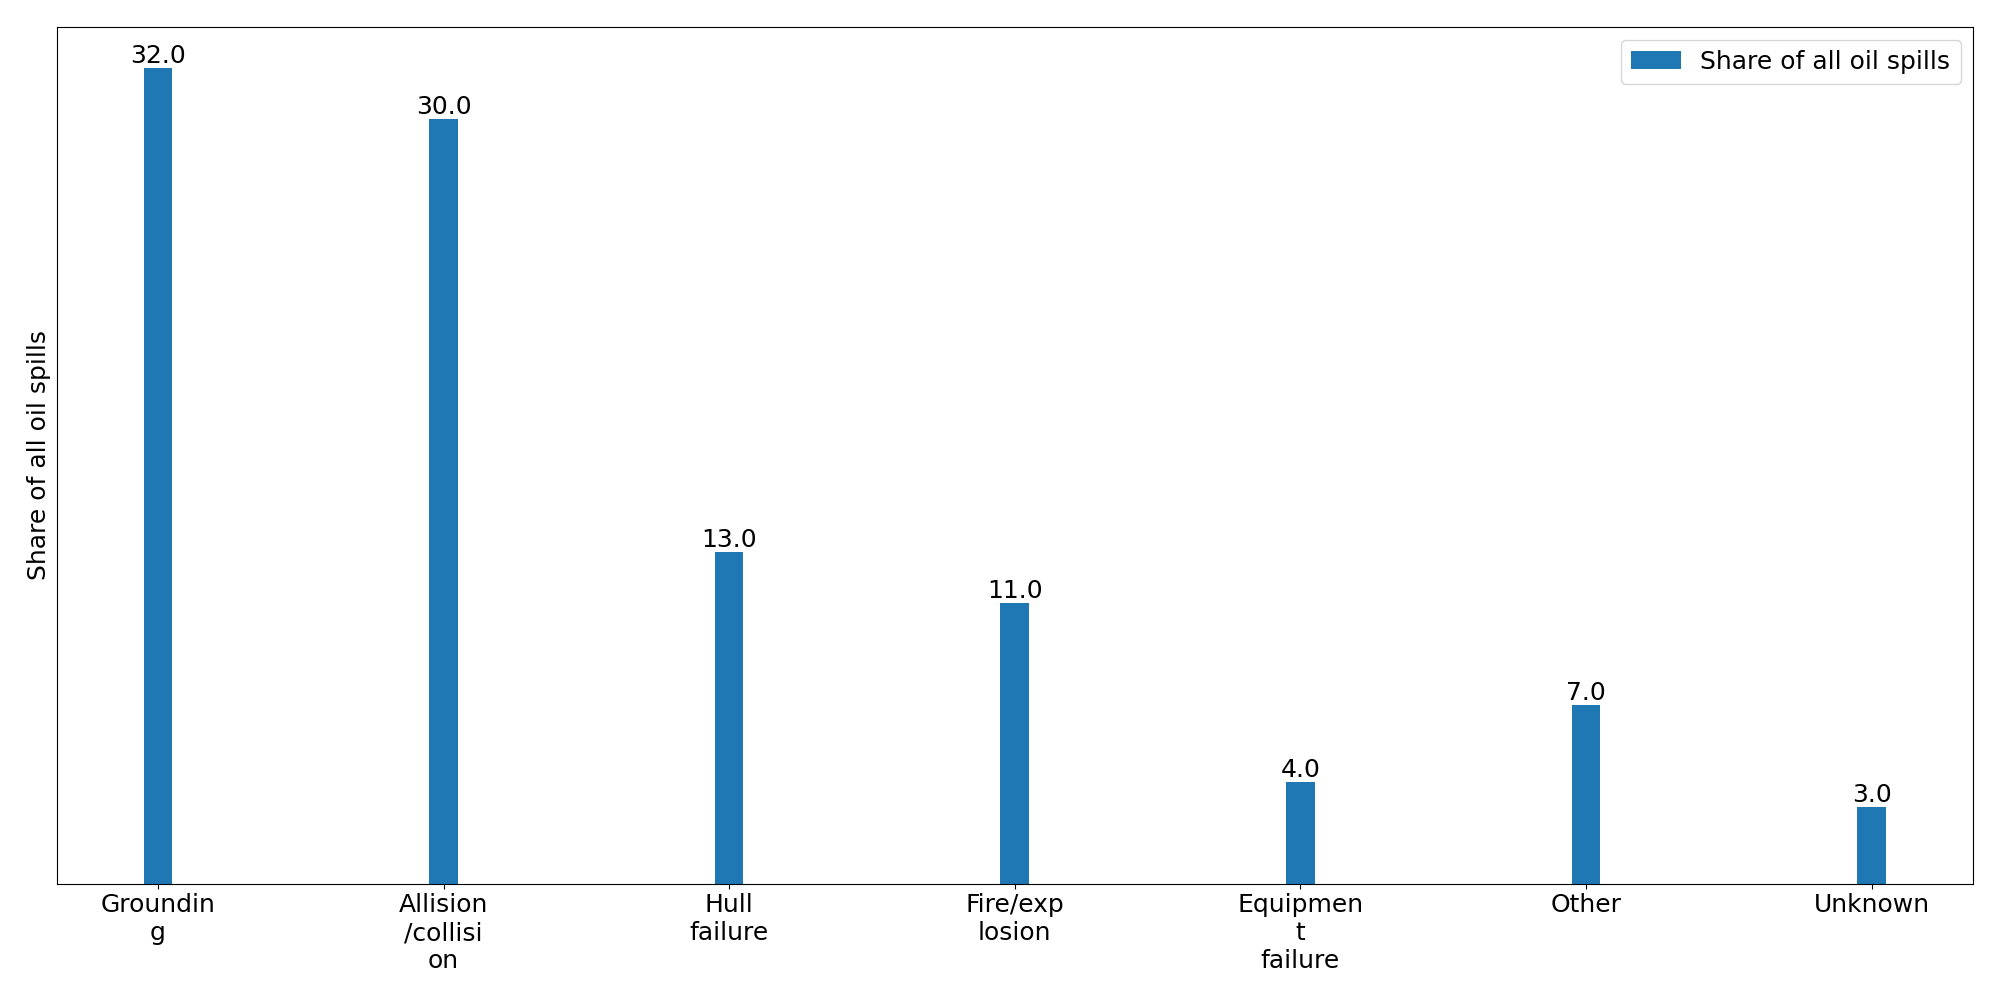 32.0
30.0
13.0
11.0
4.0
7.0
3.0
Share of all oil spills
Share of all oil spills
Groundin
g
Allision
/collisi
on
Hull
failure
Fire/exp
losion
Equipmen
t
failure
Other
Unknown